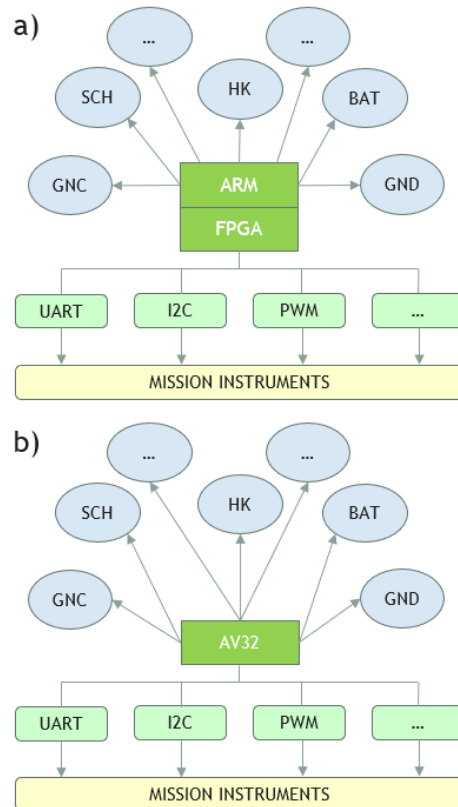 a)
...
...
SCH
HK
BAT
GNC
ARM
GND
FPGA
UART
I2C
PWM
...
MISSION INSTRUMENTS
b)
...
...
SCH
HK
BAT
GNC
GND
AV32
UART
I2C
PWM
...
MISSION INSTRUMENTS